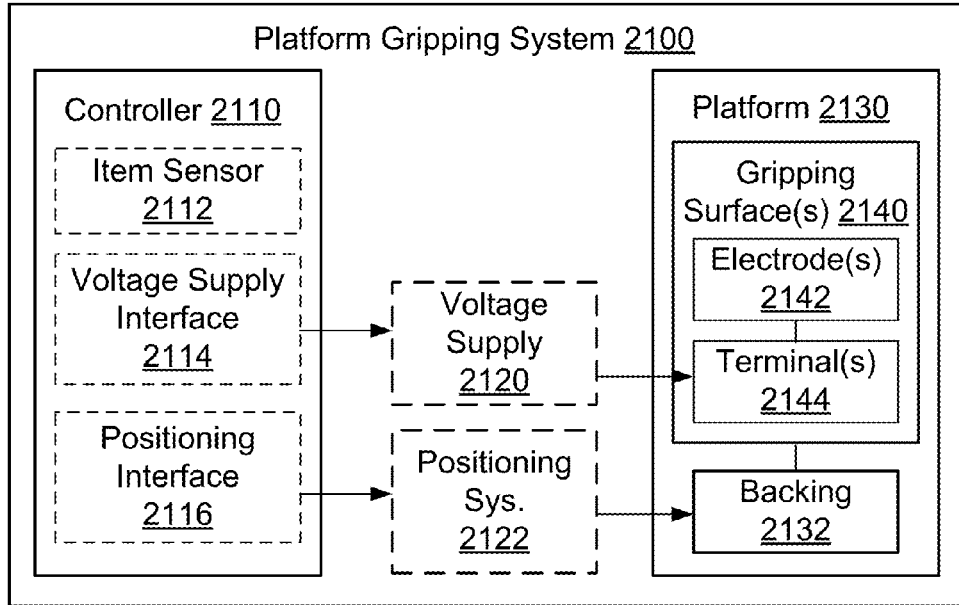 Platform Gripping System 2100
Controller 2110
Item Sensor
2112
Voltage Supply
Interface
2114
Positioning
Interface
2116
Voltage
Supply
2120
Positioning
Sys.
2122
Platform 2130
Gripping
Surface(s) 2140
Electrode(s)
2142
Terminal(s)
2144
Backing
2132